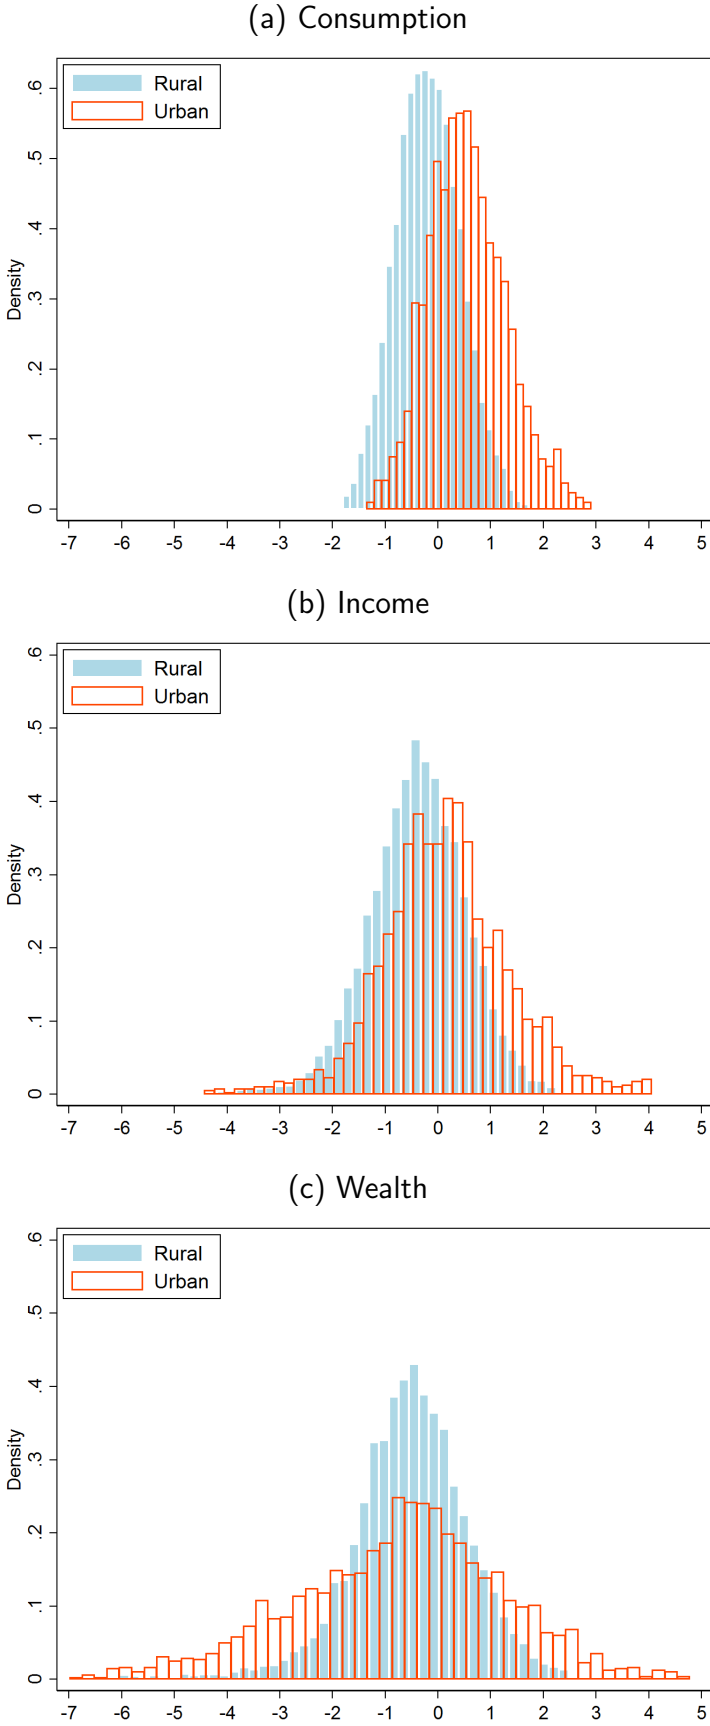 (a) Consumption
Rural
Urban
Density
0 .1 .2 .3 .4 .5 .6
-7 -6 -5 -4 -3 -2 -1 0 1 2 3 4 5
(b) Income
Rural
Urban
Density
0 .1 .2 .3 .4 .5 .6
-7 -6 -5 -4 -3 -2 -1 0 1 2 3 4 5
(c) Wealth
Rural
Urban
Density
0 .1 .2 .3 .4 .5 .6
-7 -6 -5 -4 -3 -2 -1 0 1 2 3 4 5